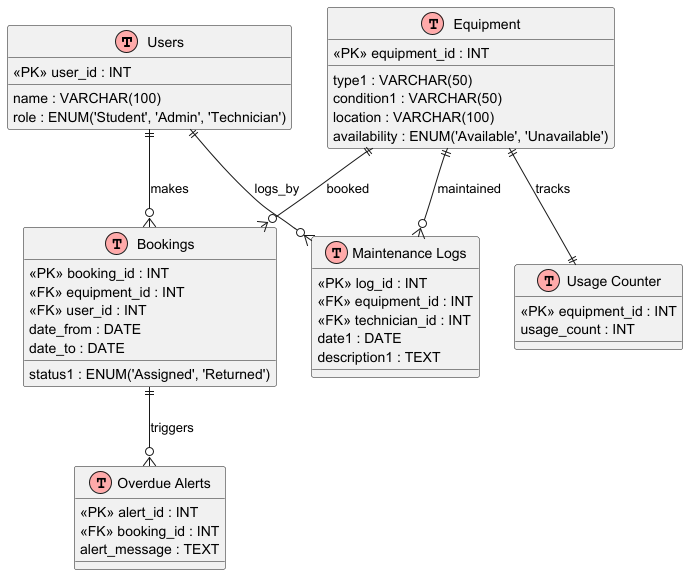 T Users
«PK» user_id : INT
name : VARCHAR(100)
role : ENUM('Student', 'Admin', 'Technician')
T Equipment
«PK» equipment_id : INT
type1 : VARCHAR(50)
condition1 : VARCHAR(50)
location : VARCHAR(100)
availability : ENUM('Available', 'Unavailable')
makes
logs_by
booked
maintained
tracks
T Bookings
«PK» booking_id : INT
«FK» equipment_id : INT
«FK» user_id : INT
date_from : DATE
date_to : DATE
status1 : ENUM('Assigned', 'Returned')
T Maintenance Logs
«PK» log_id : INT
«FK» equipment_id : INT
«FK» technician_id : INT
date1 : DATE
description1 : TEXT
T Usage Counter
«PK» equipment_id : INT
usage_count : INT
triggers
T Overdue Alerts
«PK» alert_id : INT
«FK» booking_id : INT
alert_message : TEXT